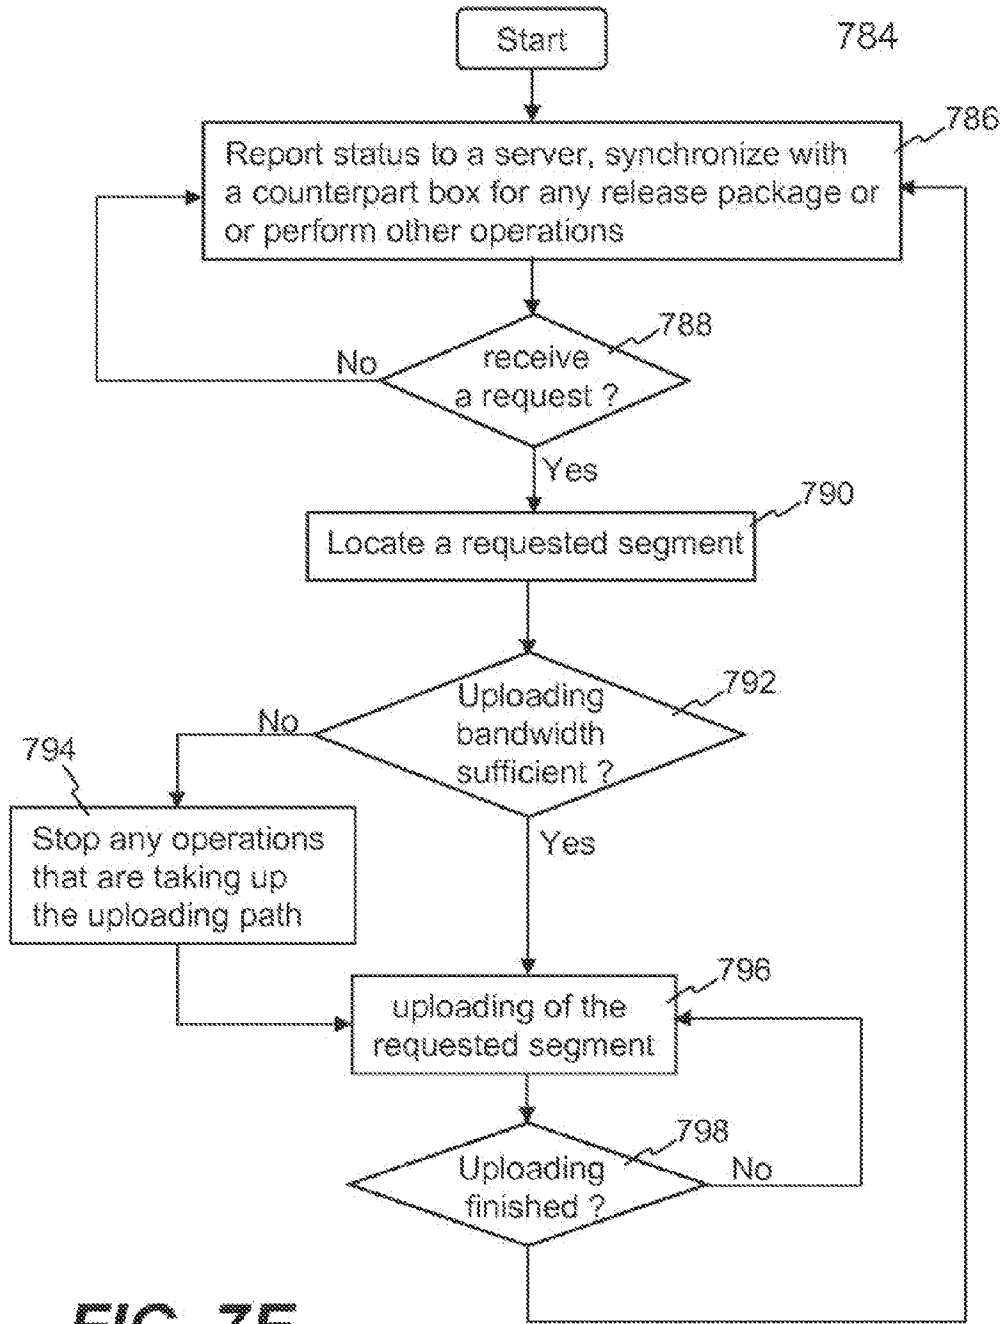 Start
784
786
Report status to a server, synchronize with
a counterpart box for any release package or
or perform other operations
788
No
receive
a request ?
Yes
790
Locate a requested segment
792
Uploading
bandwidth
sufficient ?
No
794
Yes
Stop any operations
that are taking up
the uploading path
796
uploading of the
requested segment
798
Uploading
finished ?
No